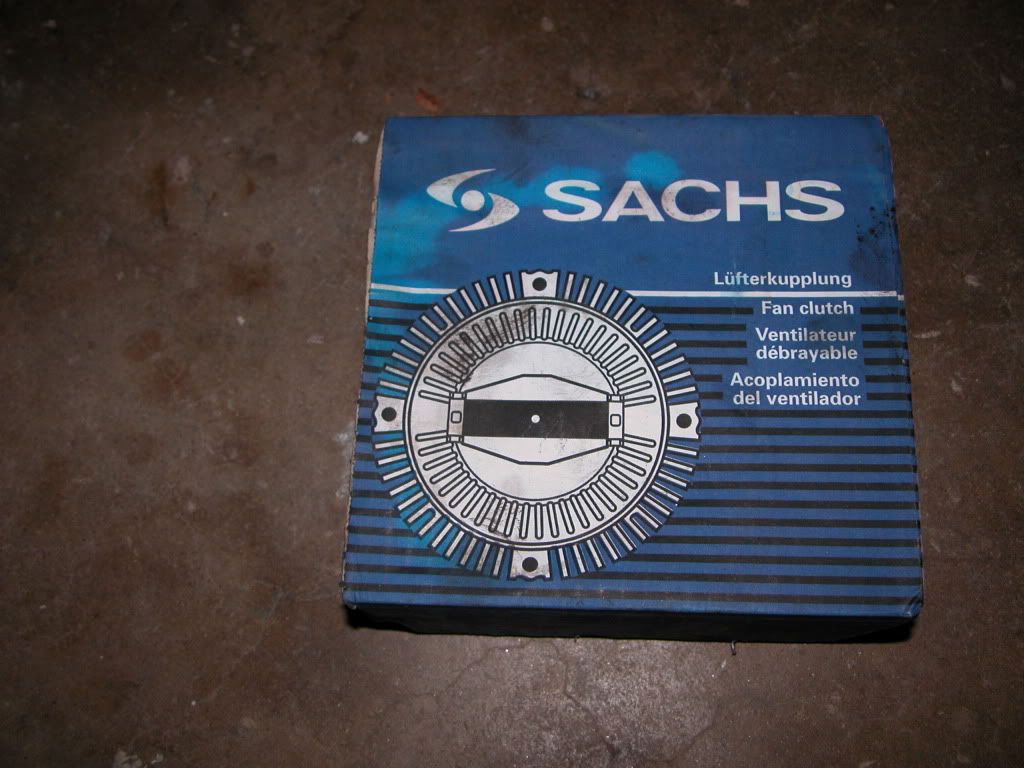 SACHS
Lüfterkupplung
Fan clutch
Ventilateur
débrayable
Acoplamiento
del ventilador